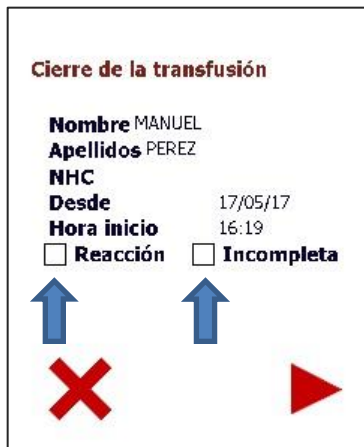 Cierre de la transfusión
Nombre MANUEL
Apellidos PEREZ
NHC
Desde 17/05/17
Hora inicio 16:19
Reacción Incompleta